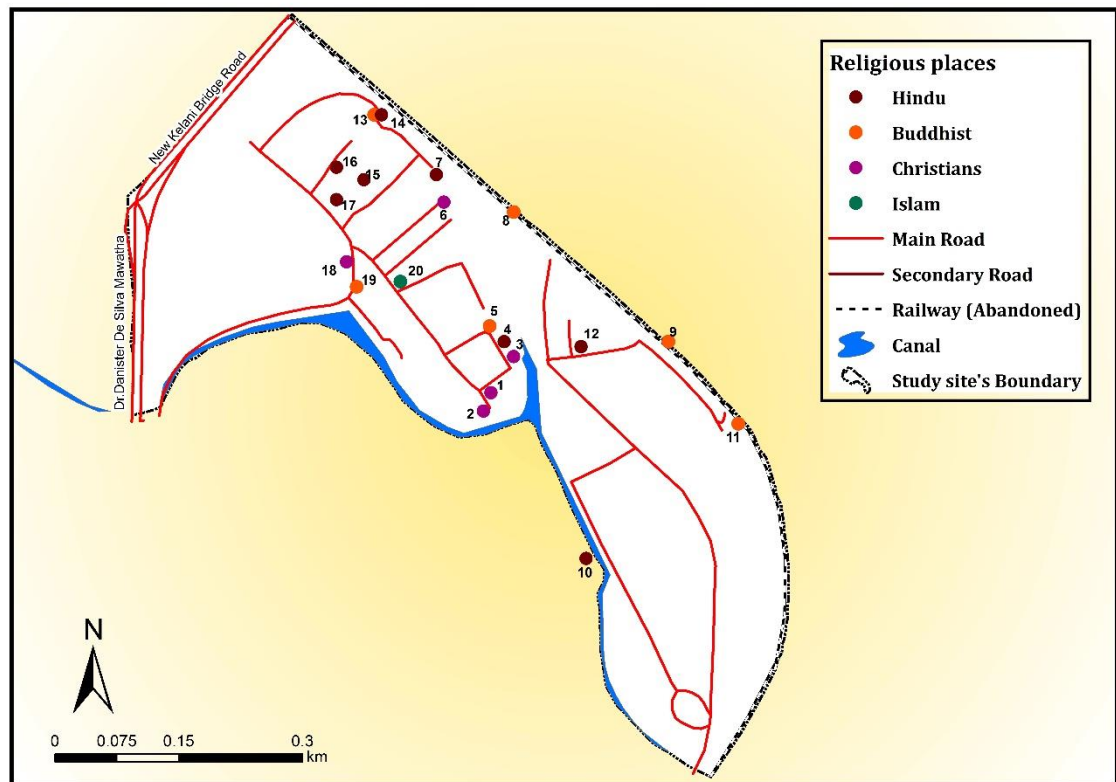 New Kelani Bridge Road
Dr.Danister De Silva Mawatha
13
14
16
15
7
17
6
8
18
20
19
5
4
3
12
9
1
2
11
10
Religious places
Hindu
Buddhist
Christians
Islam
Main Road
Secondary Road
Railway (Abandoned)
Canal
Study site's Boundary
N
0 0.075 0.15 0.3
km